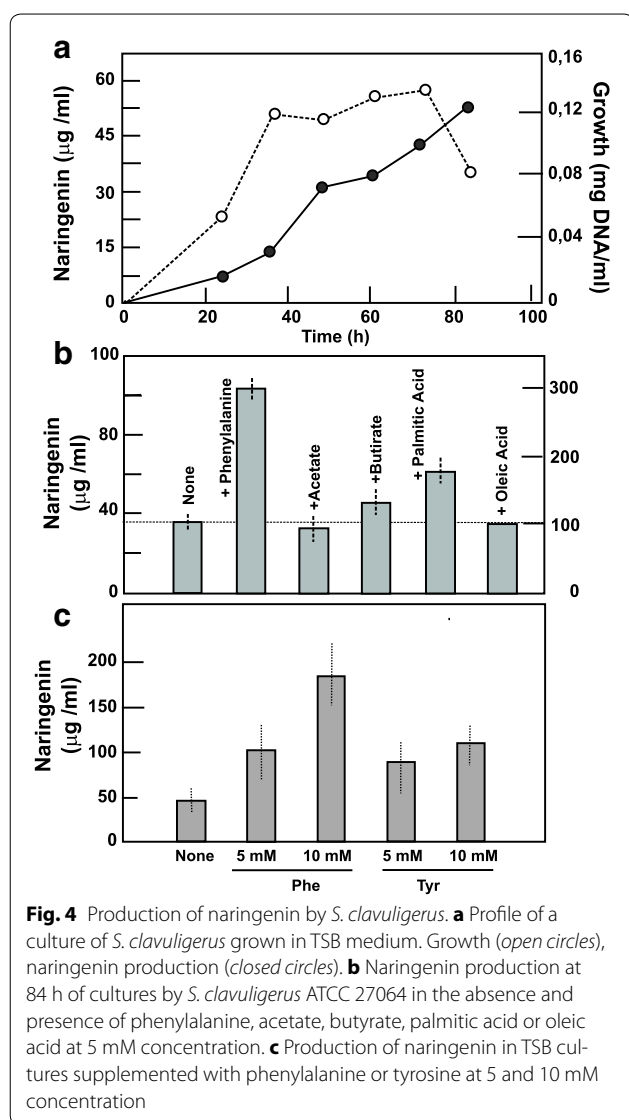 a
Naringenin (μg /ml)
60
45
30
15
0
0,16
0,12
0,08
0,04
0
Growth (mg DNA/ml)
0 20 40 60 80 100
Time (h)
b
Naringenin
(μg /ml)
100
80
40
0
None
+ Phenylalanine
+Acetate
+Butirate
+ Palmitic Acid
+ Oleic Acid
300
200
100
0
c
Naringenin
(μg /ml)
200
150
100
50
0
None 5 mM 10 mM 5 mM 10 mM
Phe Tyr
Fig. 4 Production of naringenin by S. clavuligerus. a Profile of a
culture of S. clavuligerus grown in TSB medium. Growth (open circles),
naringenin production (closed circles). b Naringenin production at
84 h of cultures by S. clavuligerus ATCC 27064 in the absence and
presence of phenylalanine, acetate, butyrate, palmitic acid or oleic
acid at 5 mM concentration. c Production of naringenin in TSB cul-
tures supplemented with phenylalanine or tyrosine at 5 and 10 mM
concentration